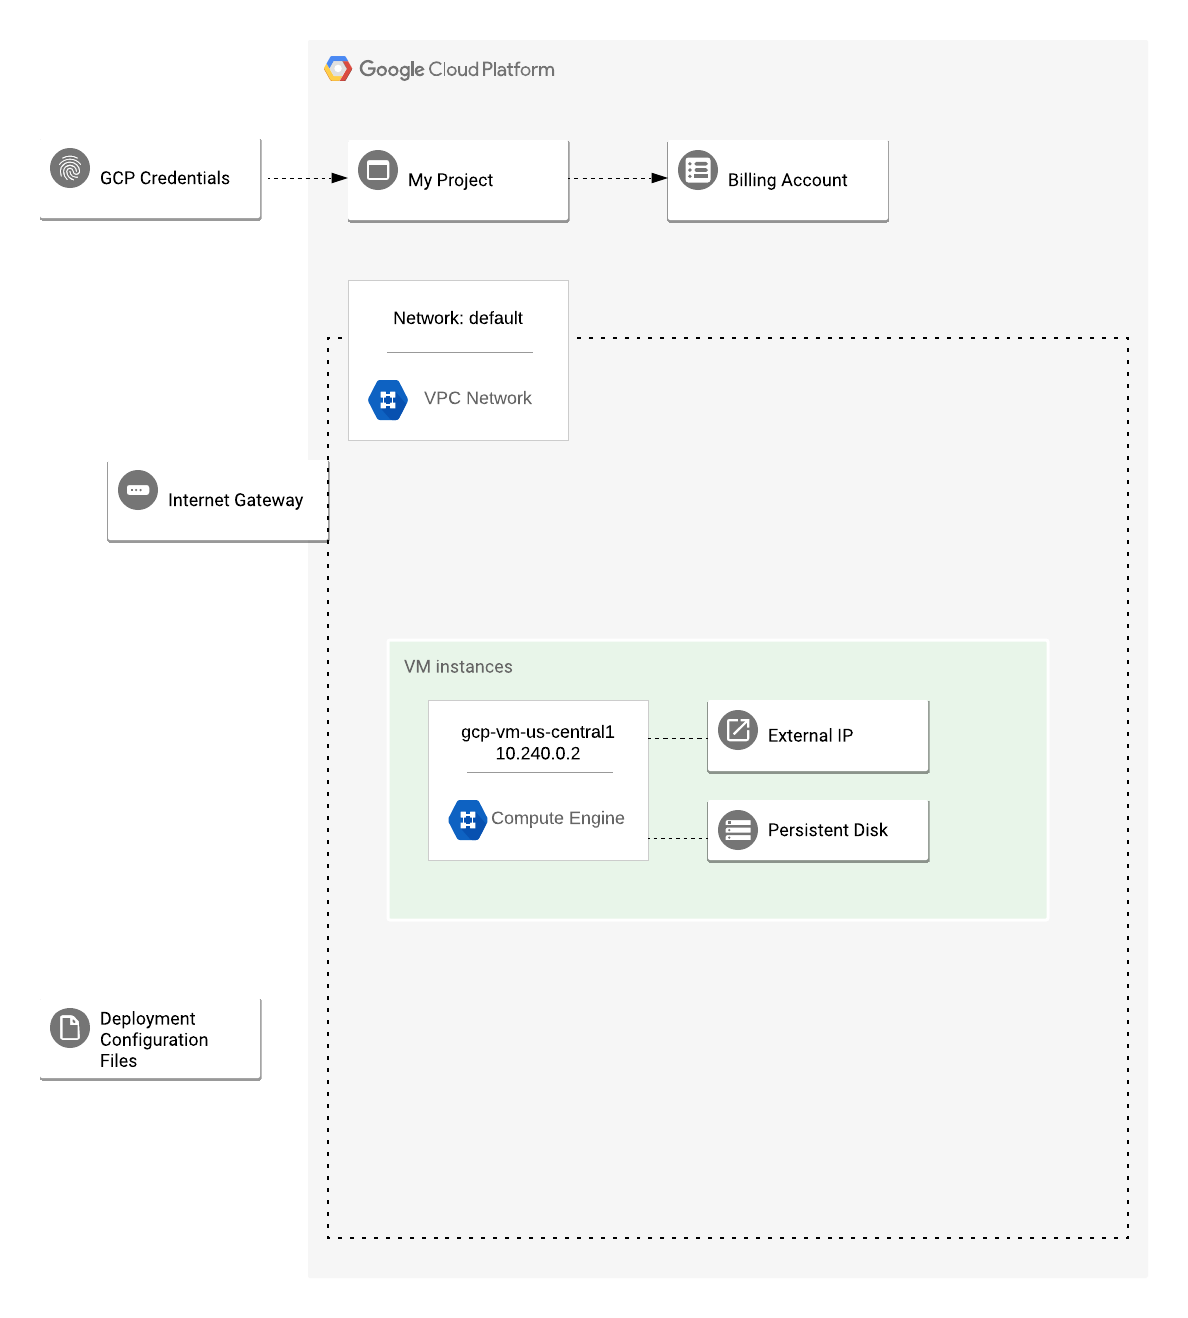 Google Cloud Platform
GCP Credentials
My Project
Billing Account
Network: default
VPC Network
Internet Gateway
VM instances
gcp-vm-us-central1
10.240.0.2
Compute Engine
External IP
Persistent Disk
Deployment
Configuration
Files